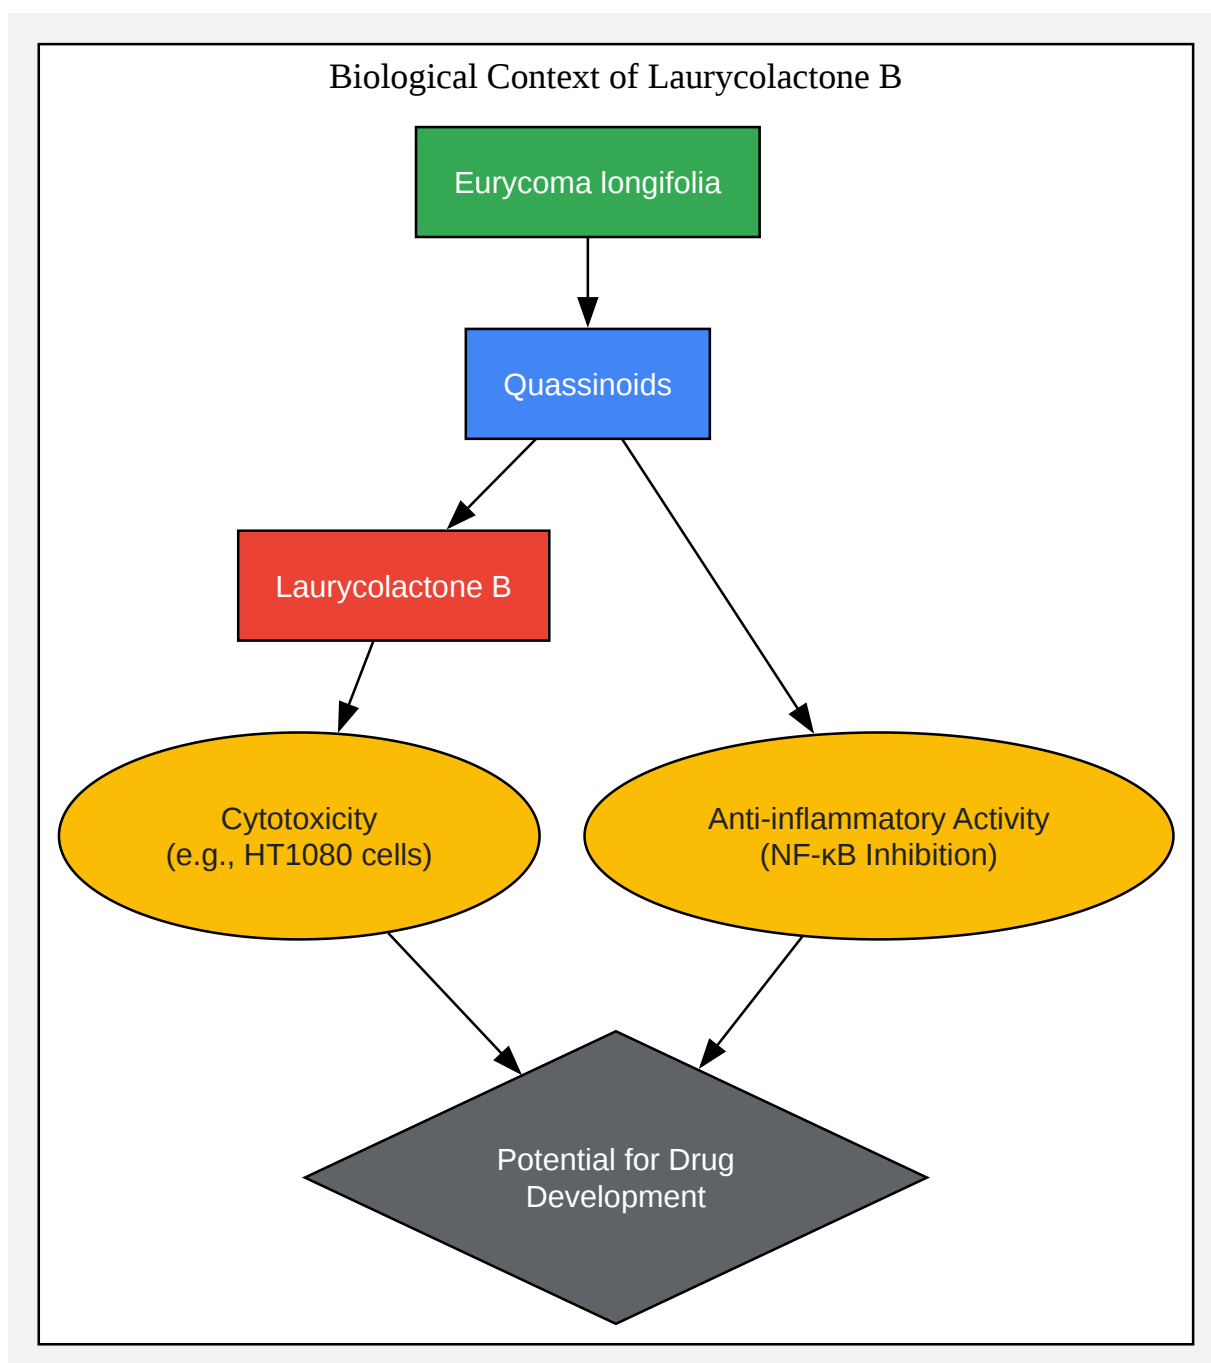 Biological Context of Laurycolactone B
Eurycoma longifolia
Quassinoids
Laurycolactone B
Cytotoxicity
(e.g., HT1080 cells)
Anti-inflammatory Activity
(NF-κB Inhibition)
Potential for Drug
Development